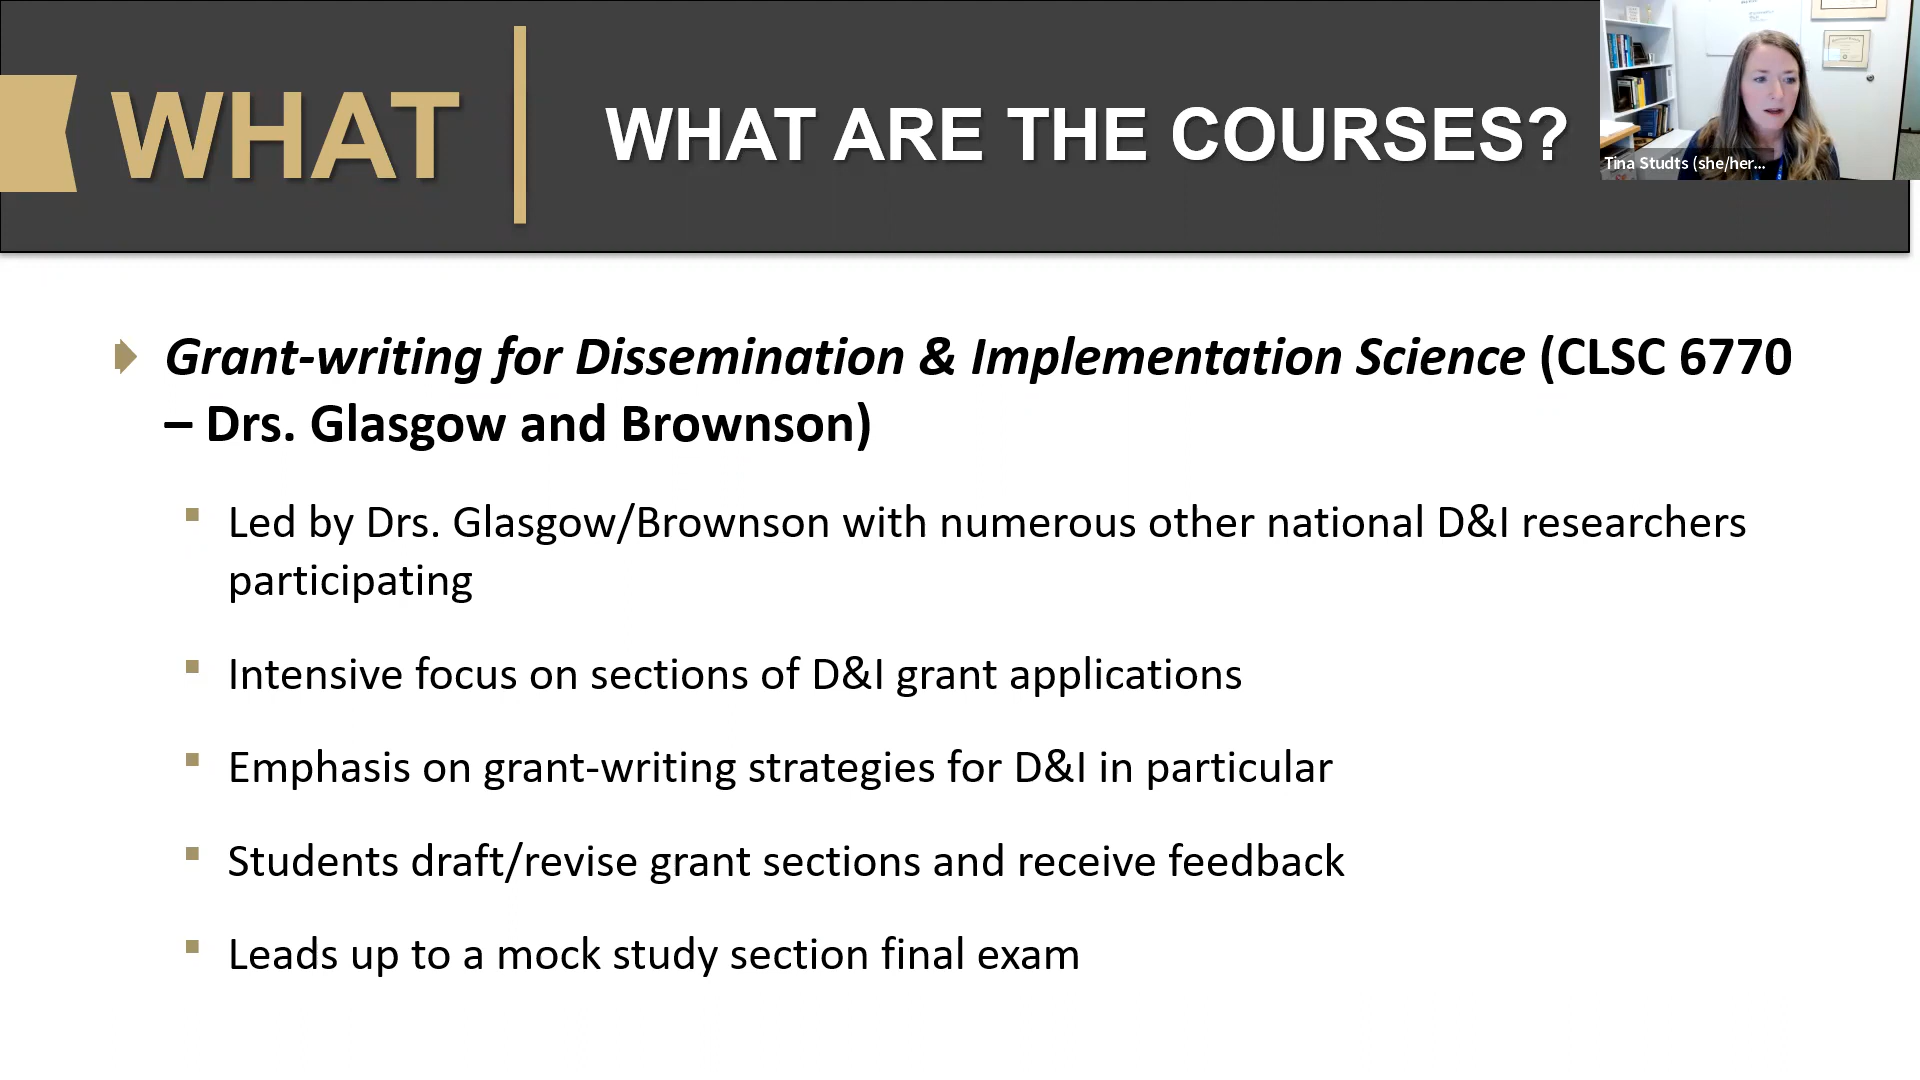 WHAT
WHAT ARE THE COURSES?
Tina Studts (she/her...
Grant-writing for Dissemination & Implementation Science (CLSC 6770
– Drs. Glasgow and Brownson)
Led by Drs. Glasgow/Brownson with numerous other national D&I researchers
participating
Intensive focus on sections of D&I grant applications
Emphasis on grant-writing strategies for D&I in particular
Students draft/revise grant sections and receive feedback
Leads up to a mock study section final exam